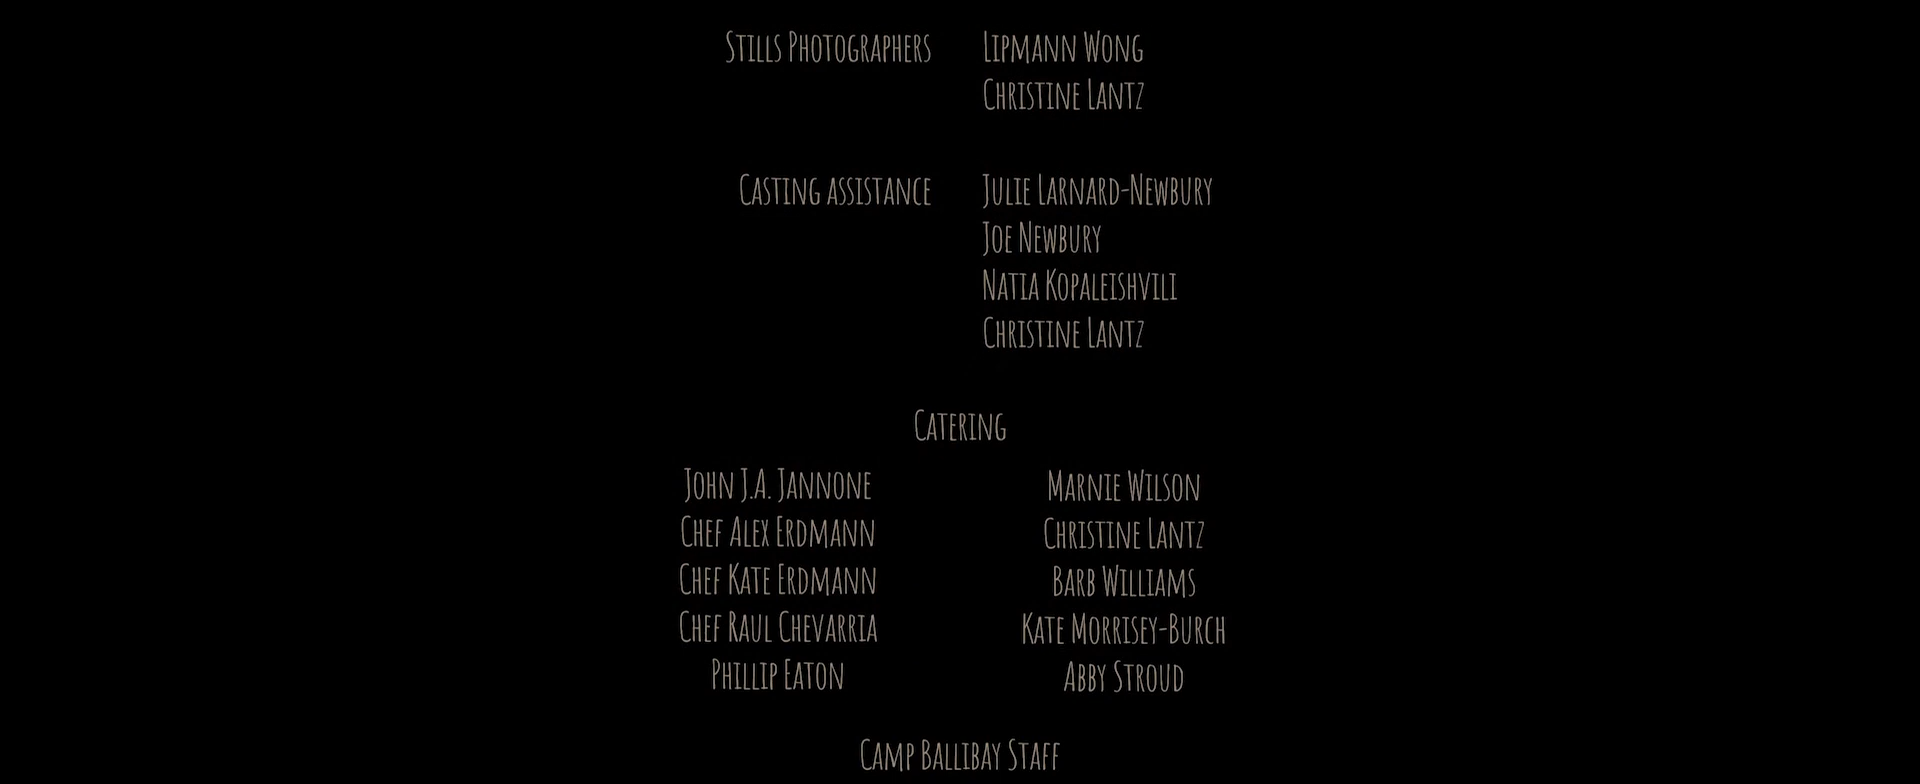 Stills Photographers Lipmann Wong
Christine Lantz
Casting assistance Julie Larnard-Newbury
Joe Newbury
Natia Kopaleishvili
Christine Lantz
Catering
John J.A. Jannone Marnie Wilson
Chef Alex Erdmann Christine Lantz
Chef Kate Erdmann Barb Williams
Chef Raul Chevarria Kate Morrisey-Burch
Phillip Eaton Abby Stroud
Camp Ballibay Staff